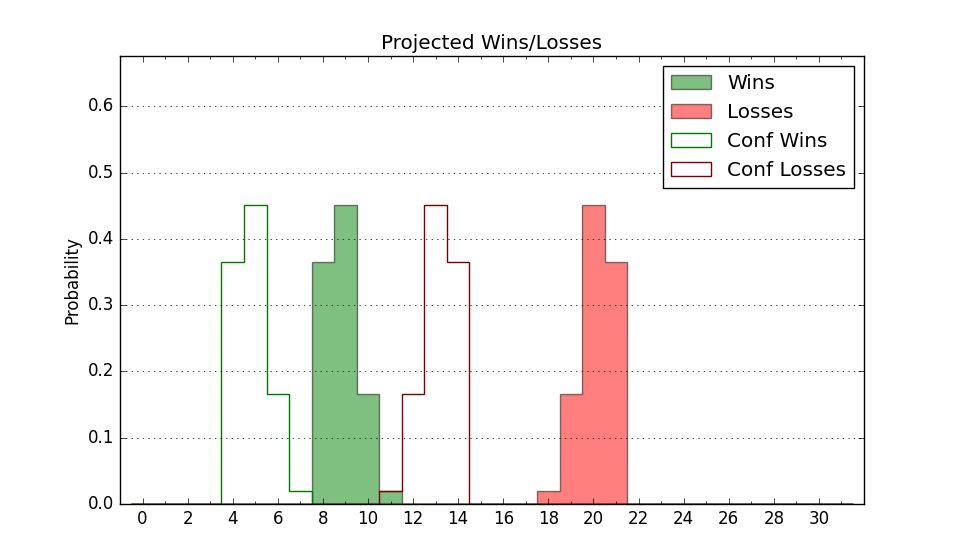 Projected Wins/Losses
Wins
Losses
Conf Wins
Conf Losses
Probability
0.6
0.5
0.4
0.3
0.2
0.1
0.0
0 2 4 6 8 10 12 14 16 18 20 22 24 26 28 30